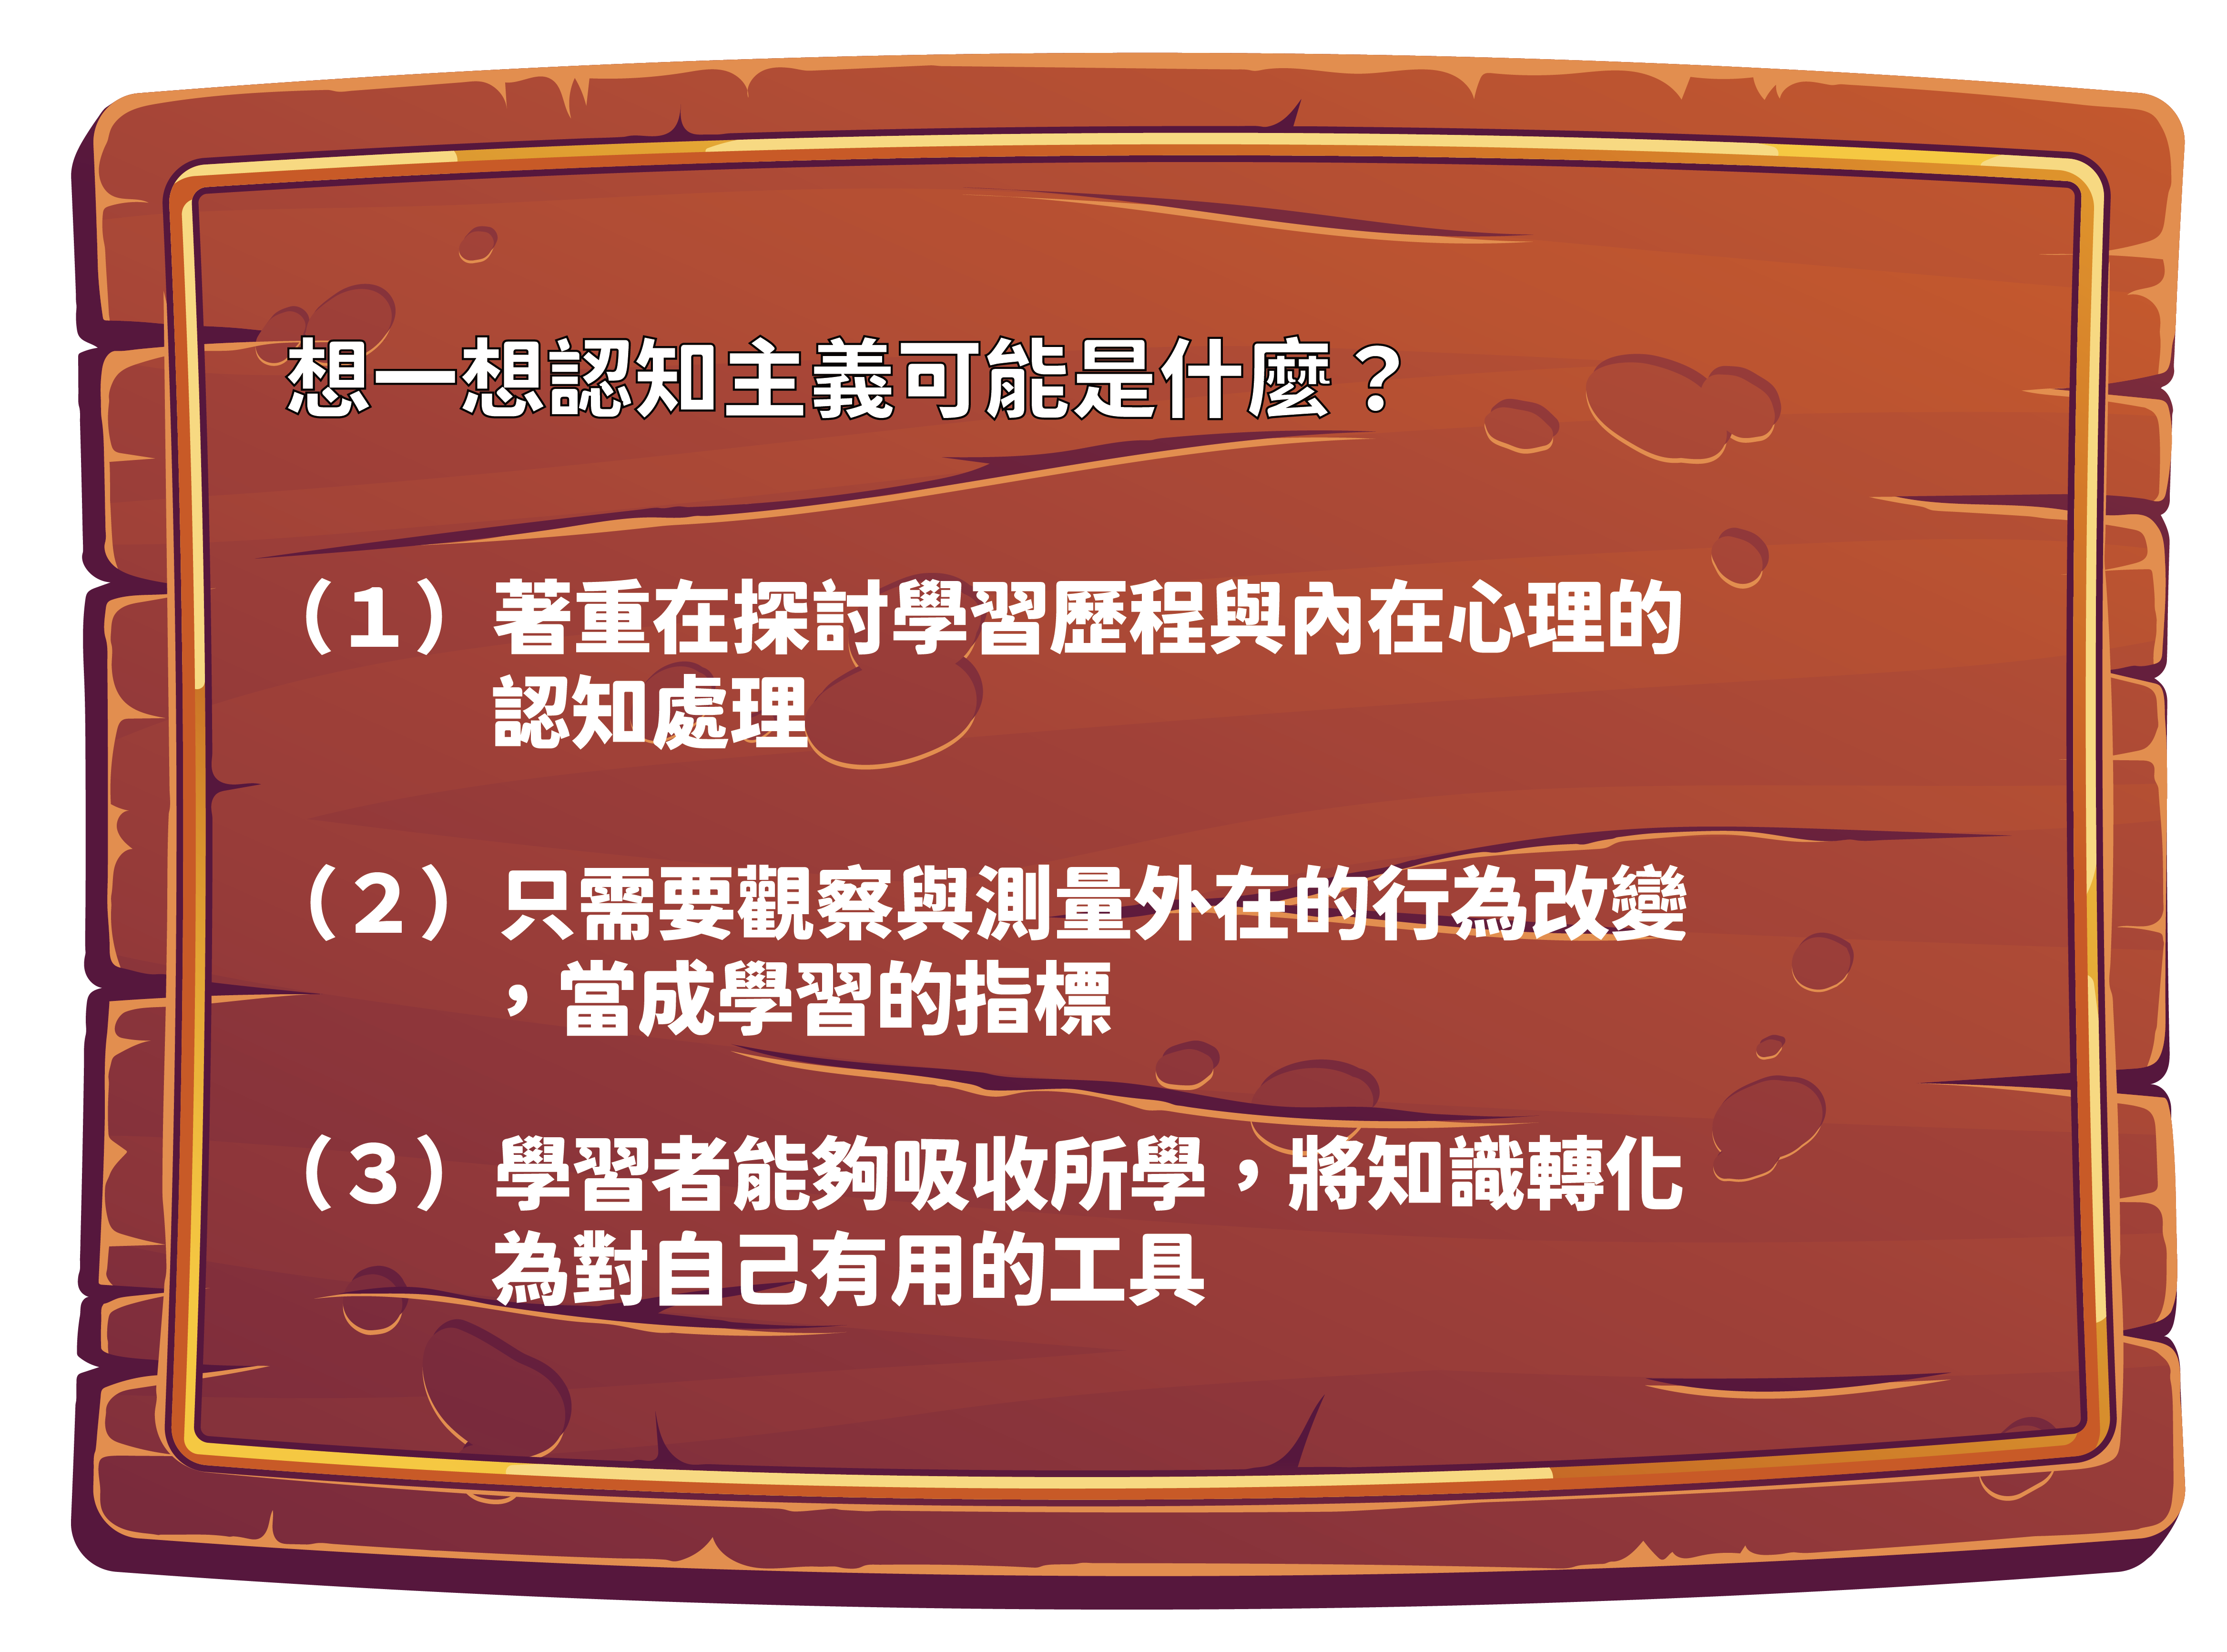 想一想認知主義可能是什麼？
（1）著重在探討學習歷程與內在心理的
認知處理
（2）只需要觀察與測量外在的行為改變
，當成學習的指標
（3）學習者能夠吸收所學，將知識轉化
為對自己有用的工具